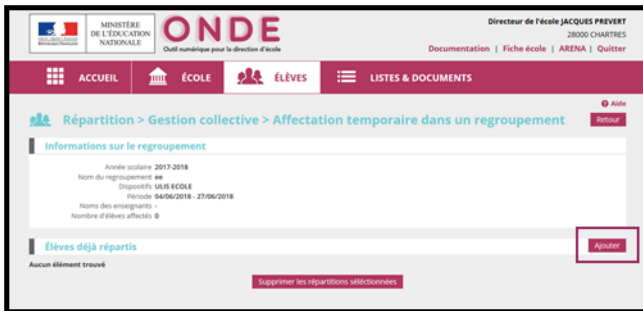 MINISTÈRE
DE L'ÉDUCATION
NATIONALE
ONDE
Outil numérique pour la direction d'école
Directeur de l'école JACQUES PREVERT
28000 CHARTRES
Documentation | Fiche école | ARENA | Quitter
ACCUEIL ÉCOLE ÉLÈVES LISTES & DOCUMENTS
Aide
Répartition > Gestion collective > Affectation temporaire dans un regroupement
Retour
Informations sur le regroupement
Année scolaire 2017-2018
Nom du regroupement ee
Dispositifs ULIS ECOLE
Période 04/06/2018 - 27/06/2018
Noms des enseignants -
Nombre d'élèves affectés 0
Élèves déjà répartis
Ajouter
Aucun élément trouvé
Supprimer les répartitions séléctionnées